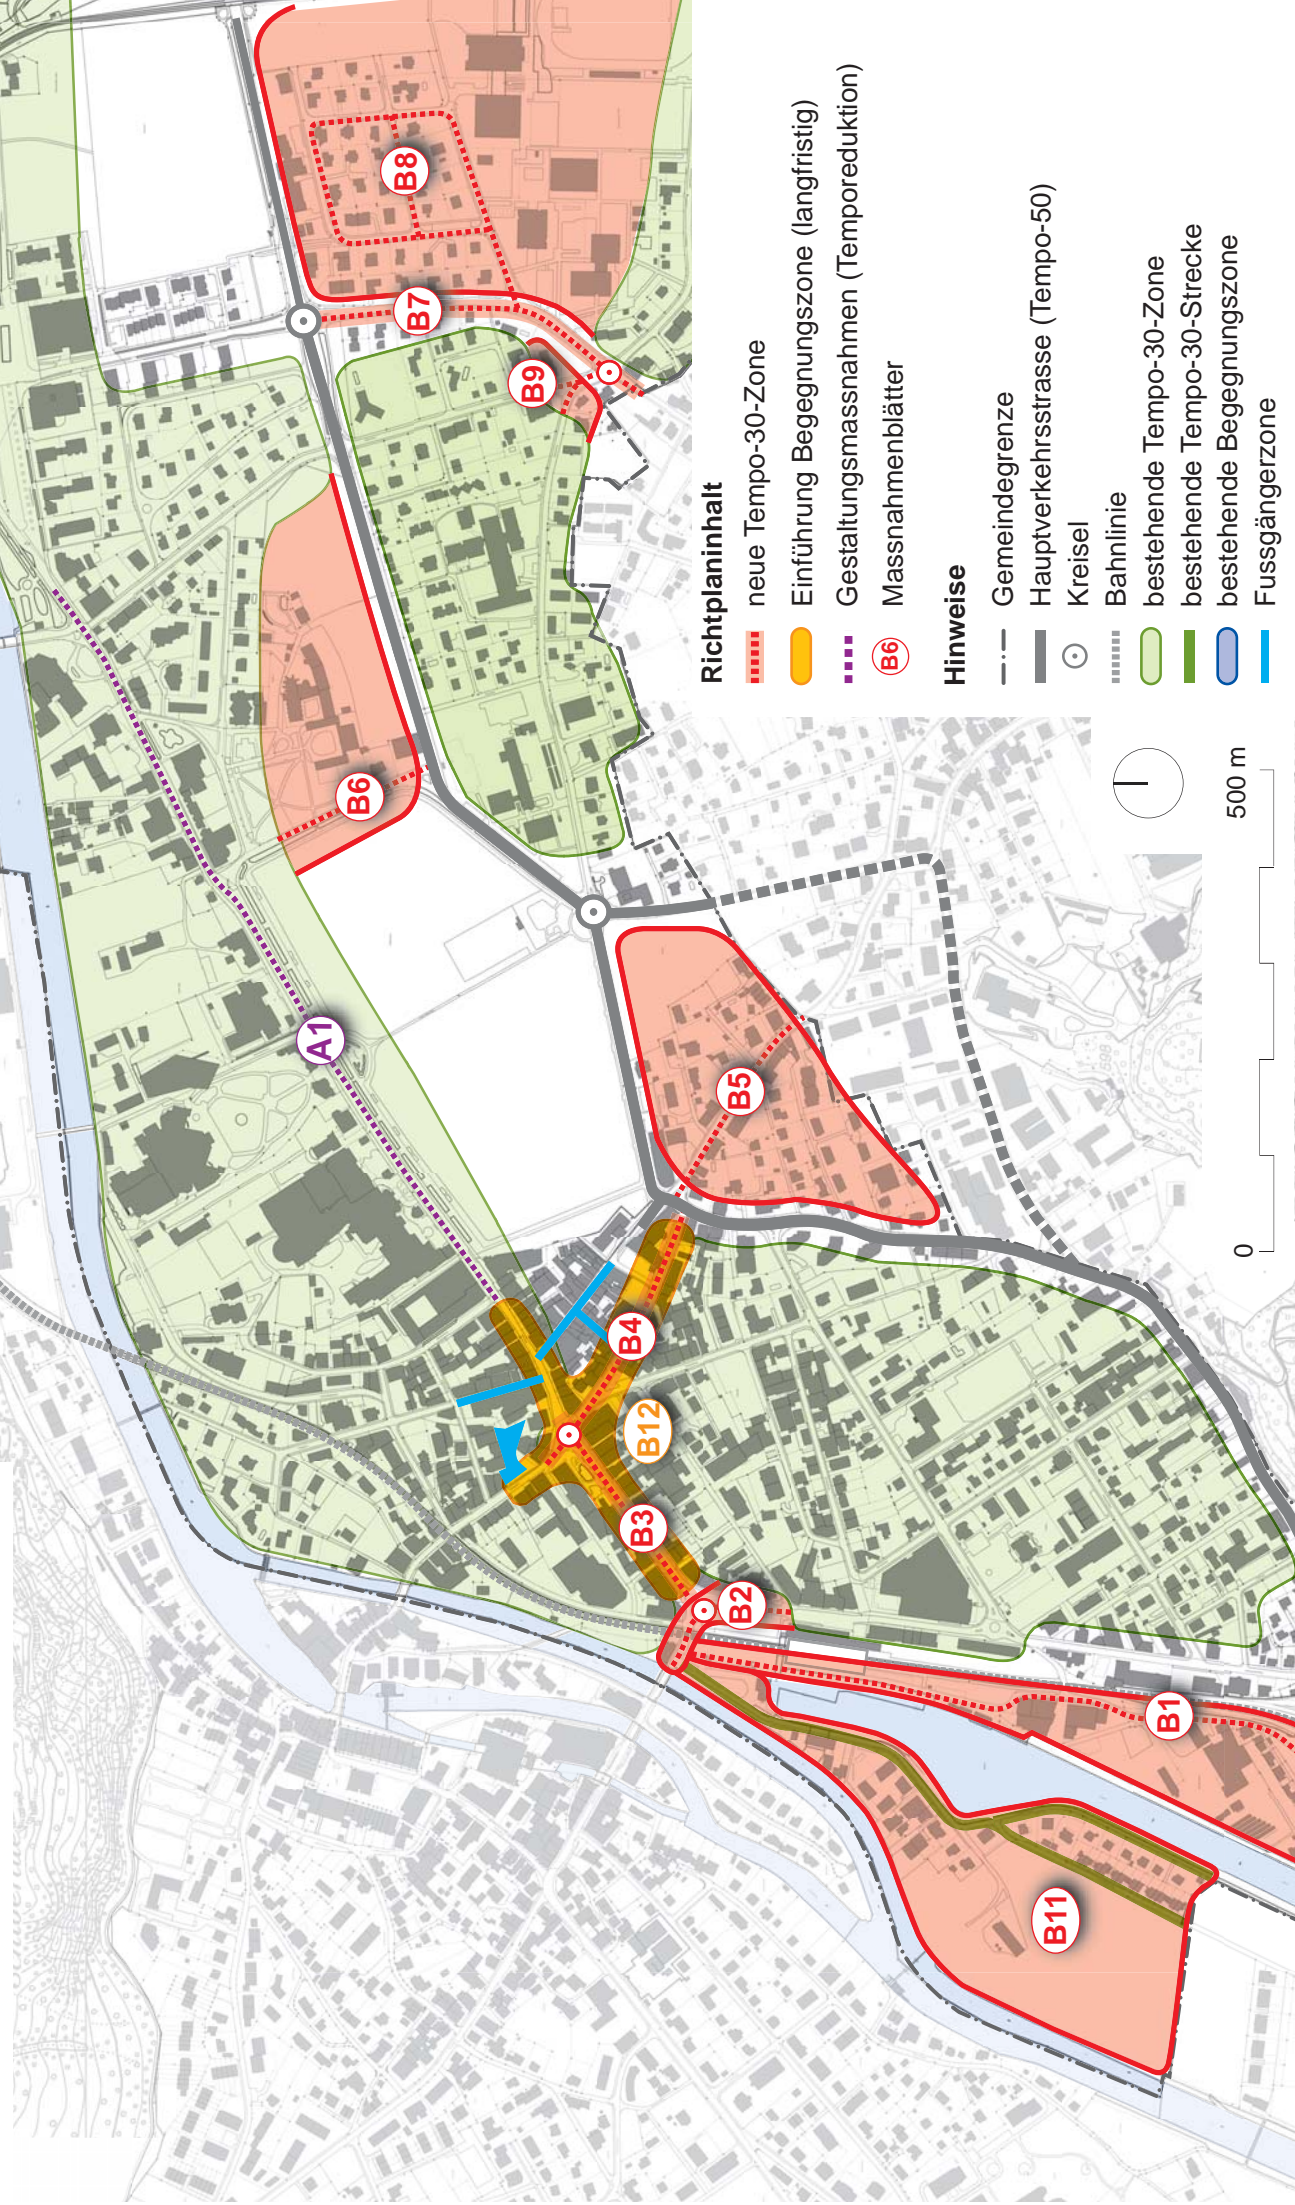 A1
B1
B2
B3
B4
B5
B6
B7
B8
B9
B11
B12
598
Richtplaninhalt
neue Tempo-30-Zone
Einführung Begegnungszone (langfristig)
Gestaltungsmassnahmen (Temporeduktion)
B6 Massnahmenblätter
Hinweise
Gemeindegrenze
Hauptverkehrsstrasse (Tempo-50)
Kreisel
Bahnlinie
bestehende Tempo-30-Zone
bestehende Tempo-30-Strecke
bestehende Begegnungszone
Fussgängerzone
0 500 m